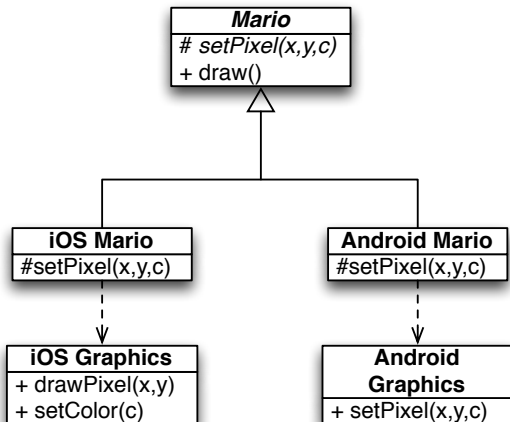 Mario
# setPixel(x,y,c)
+ draw()
iOS Mario
#setPixel(x,y,c)
Android Mario
#setPixel(x,y,c)
iOS Graphics
+ drawPixel(x,y)
+ setColor(c)
Android
Graphics
+ setPixel(x,y,c)